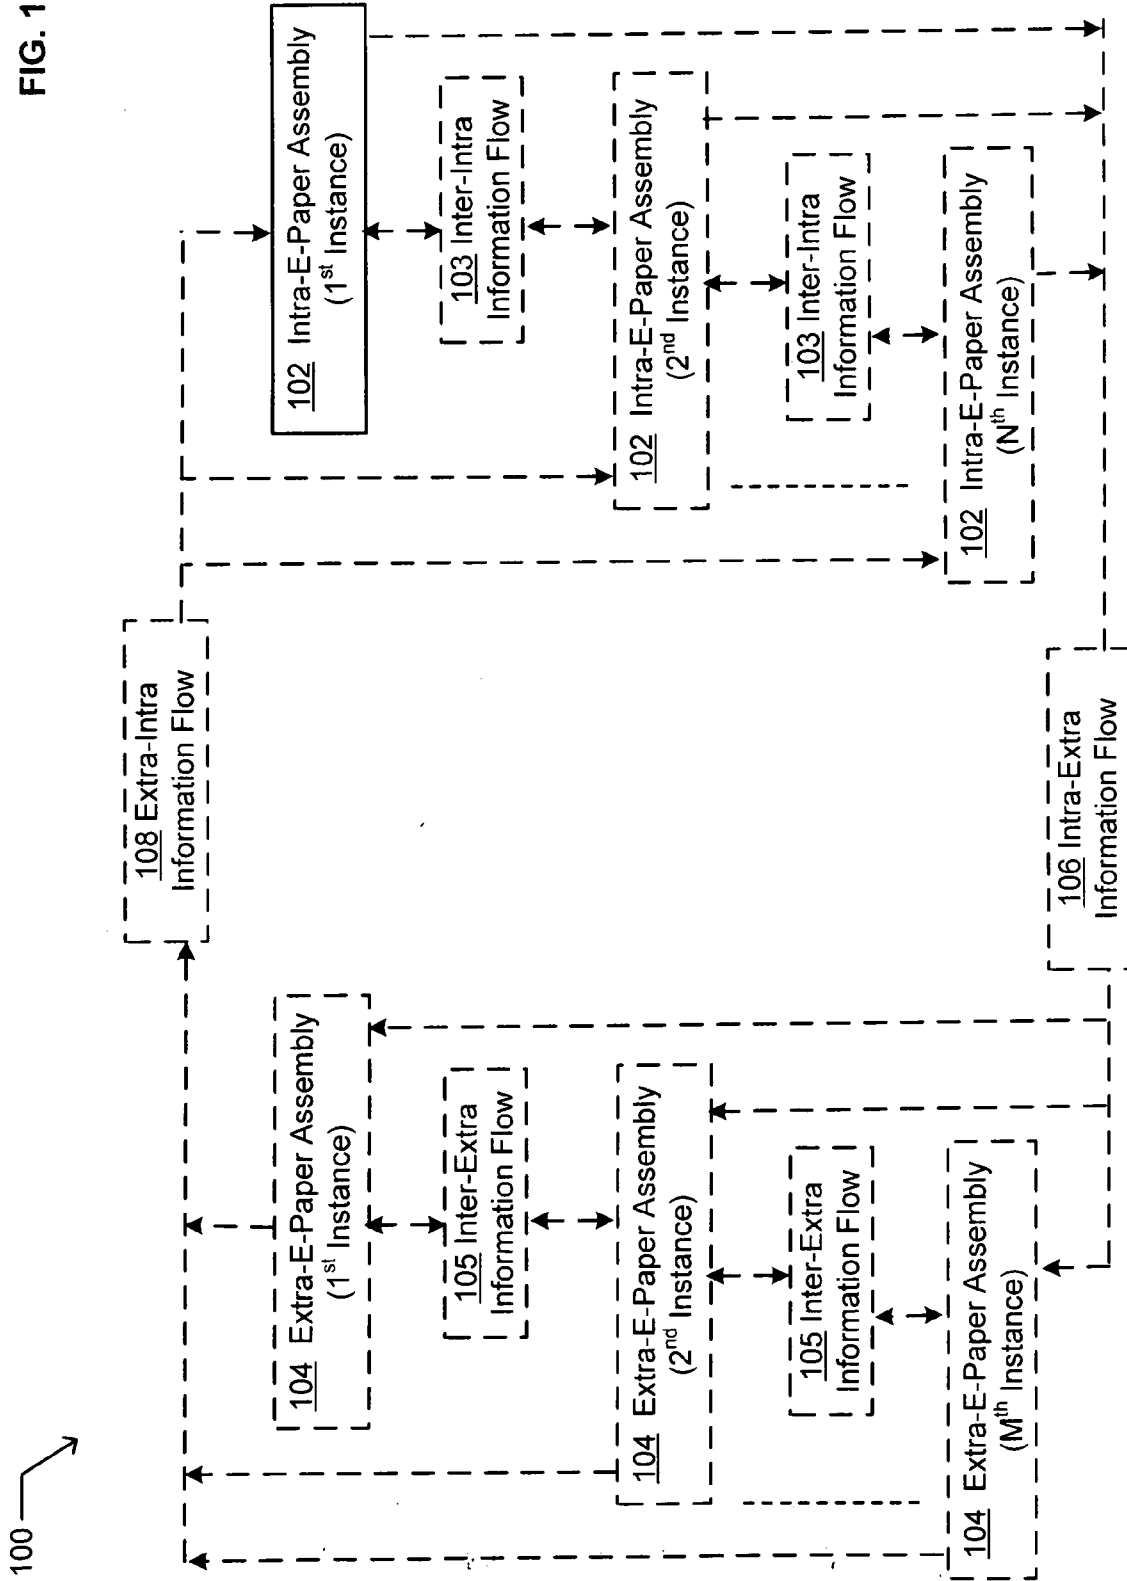 FIG. 1
100
108 Extra-Intra
Information Flow
104 Extra-E-Paper Assembly
(1st Instance)
102 Intra-E-Paper Assembly
(1st Instance)
105 Inter-Extra
Information Flow
103 Inter-Intra
Information Flow
104 Extra-E-Paper Assembly
(2nd Instance)
102 Intra-E-Paper Assembly
(2nd Instance)
105 Inter-Extra
Information Flow
103 Inter-Intra
Information Flow
104 Extra-E-Paper Assembly
(Mth Instance)
102 Intra-E-Paper Assembly
(Nth Instance)
106 Intra-Extra
Information Flow